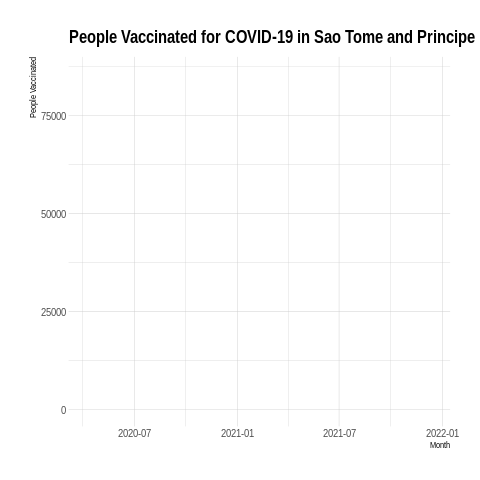 People Vaccinated for COVID-19 in Sao Tome and Principe
People Vaccinated
75000
50000
25000
0
2020-07 2021-01 2021-07 2022-01
Month